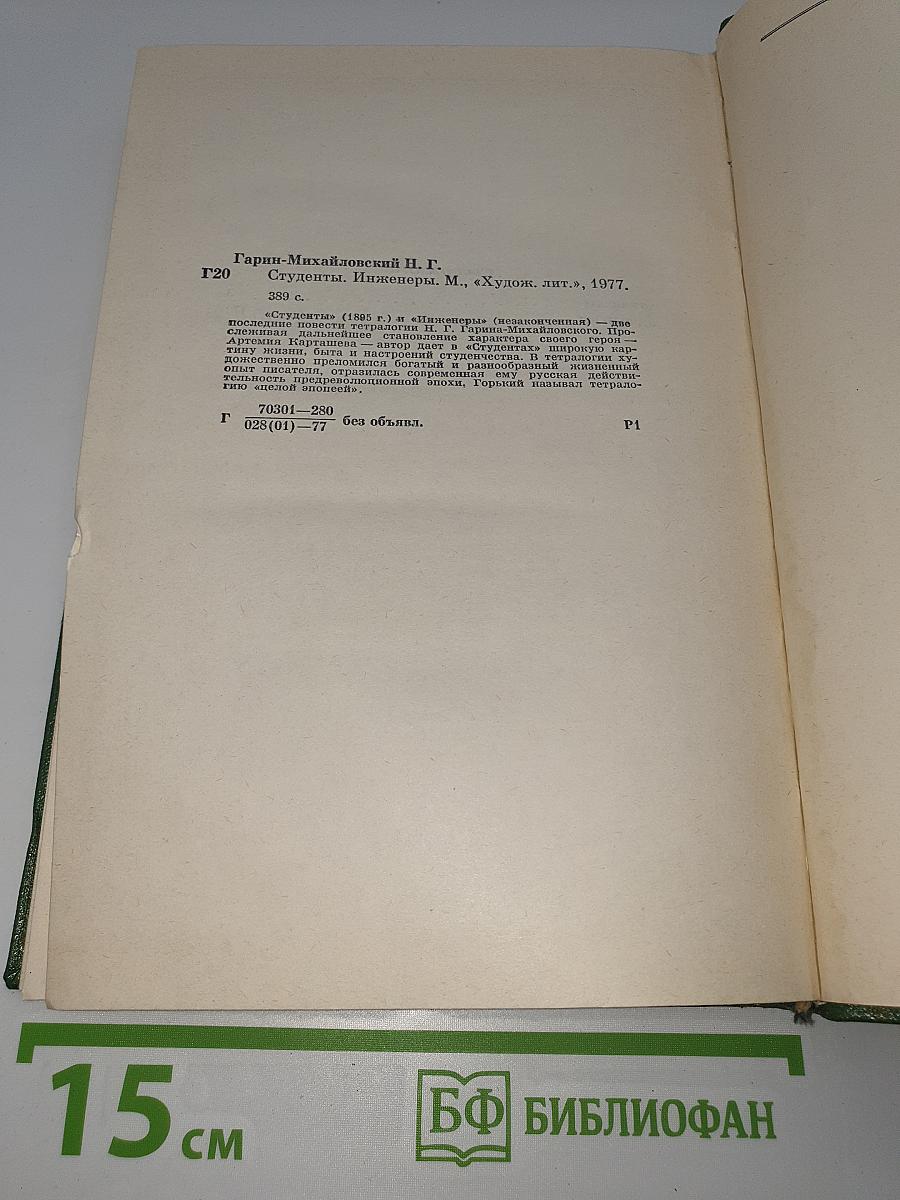 Гарин-Михайловский Н. Г.
Г20 Студенты. Инженеры. М., «Худож. лит.», 1977.
389 с.
«Студенты» (1895 г.) и «Инженеры» (незаконченная) — две
последние повести тетралогии Н. Г. Гарина-Михайловского. Про-
слеживая дальнейшее становление характера своего героя —
Артемия Карташева — автор дает в «Студентах» широкую кар-
тину жизни, быта и настроений студенчества. В тетралогии ху-
дожественно преломился богатый и разнообразный жизненный
опыт писателя, отразилась современная ему русская действи-
тельность предреволюционной эпохи, Горький называл тетрало-
гию «целой эпопеей».
70301—280
Г 028(01)—77 без объявл. Р1
15 см
БФ БИБЛИОФАН